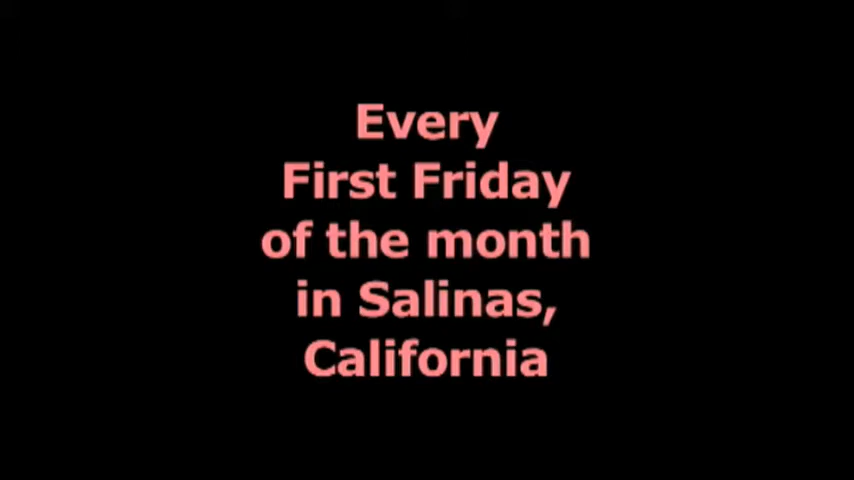 Every
First Friday
of the month
in Salinas,
California